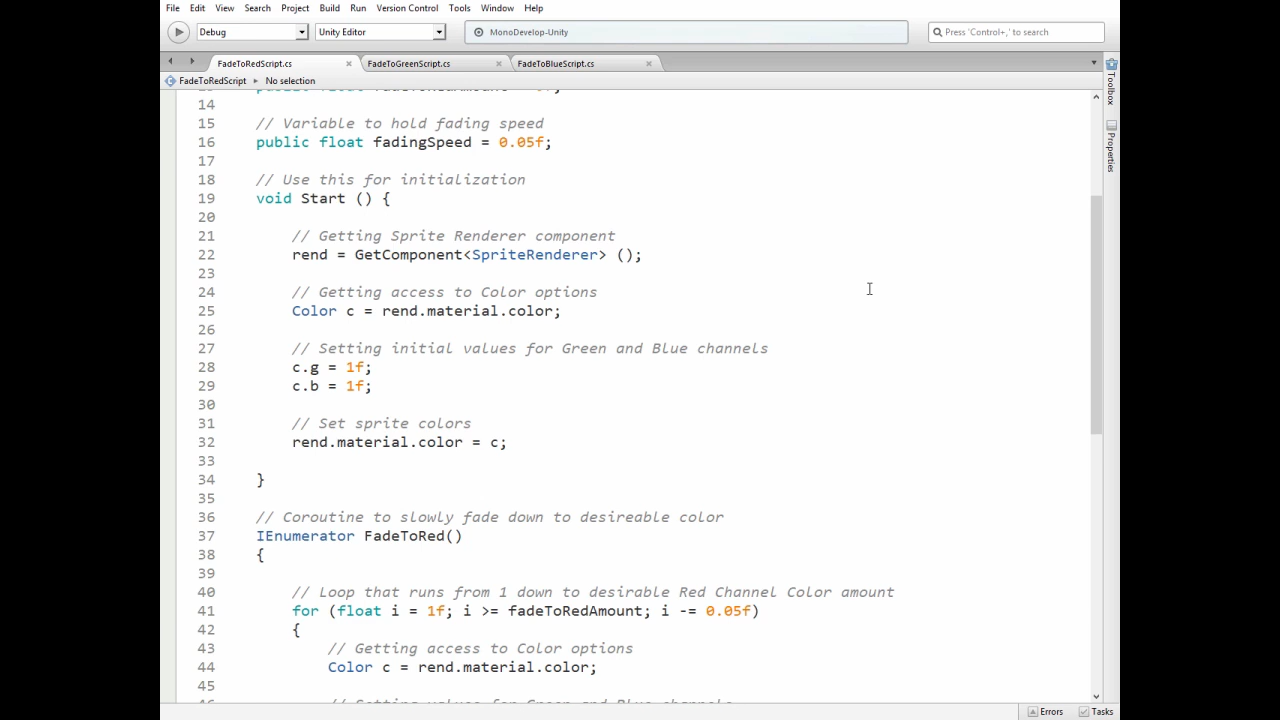 File Edit View Search Project Build Run Version Control Tools Window Help
Debug Unity Editor MonoDevelop-Unity Press 'Control+,' to search
FadeToRedScript.cs FadeToGreenScript.cs FadeToBlueScript.cs
FadeToRedScript No selection
Toolbox
Properties
14
15 // Variable to hold fading speed
16 public float fadingSpeed = 0.05f;
17
18 // Use this for initialization
19 void Start () {
20
21 // Getting Sprite Renderer component
22 rend = GetComponent<SpriteRenderer> ();
23
24 // Getting access to Color options
25 Color c = rend.material.color;
26
27 // Setting initial values for Green and Blue channels
28 c.g = 1f;
29 c.b = 1f;
30
31 // Set sprite colors
32 rend.material.color = c;
33
34 }
35
36 // Coroutine to slowly fade down to desireable color
37 IEnumerator FadeToRed()
38 {
39
40 // Loop that runs from 1 down to desirable Red Channel Color amount
41 for (float i = 1f; i >= fadeToRedAmount; i -= 0.05f)
42 {
43 // Getting access to Color options
44 Color c = rend.material.color;
45
Errors Tasks